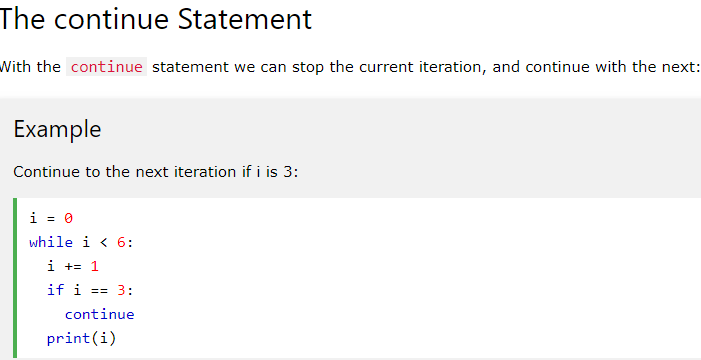 The continue Statement
With the continue statement we can stop the current iteration, and continue with the next:
Example
Continue to the next iteration if i is 3:
i = 0
while i < 6:
  i += 1
  if i == 3:
    continue
  print(i)